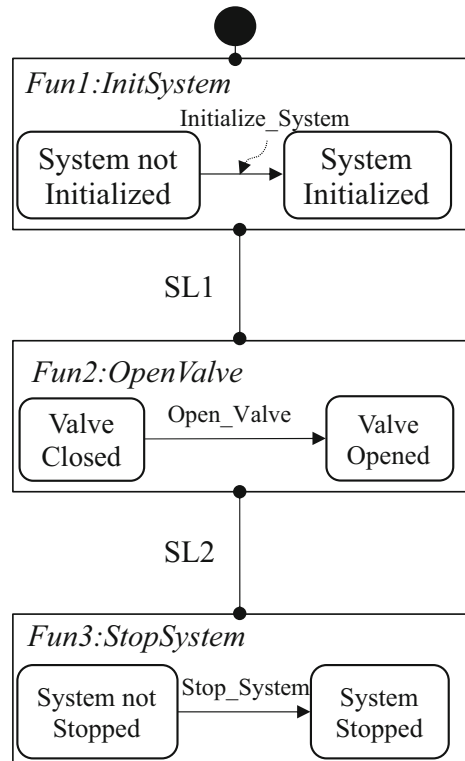 Fun1:InitSystem
Initialize_System
System not
Initialized
System
Initialized
SL1
Fun2:OpenValve
Open_Valve
Valve
Closed
Valve
Opened
SL2
Fun3:StopSystem
Stop_System
System not
Stopped
System
Stopped